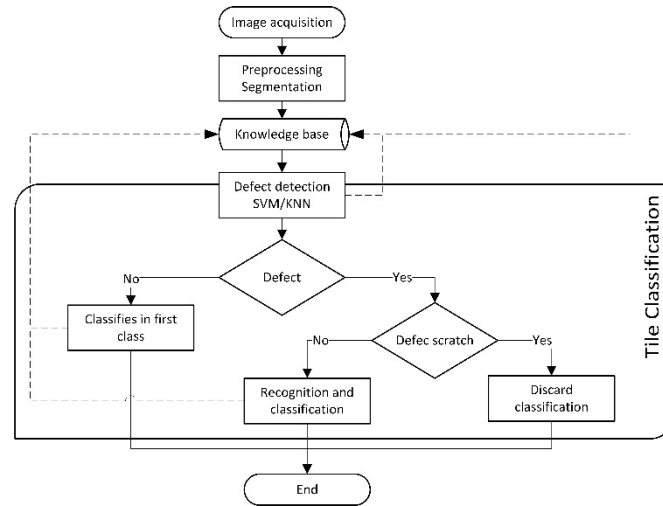 Image acquisition
Preprocessing
Segmentation
Knowledge base
Defect detection
SVM/KNN
Tile Classification
Defect
No
Yes
Classifies in first
class
Defec scratch
No
Yes
Recognition and
classification
Discard
classification
End